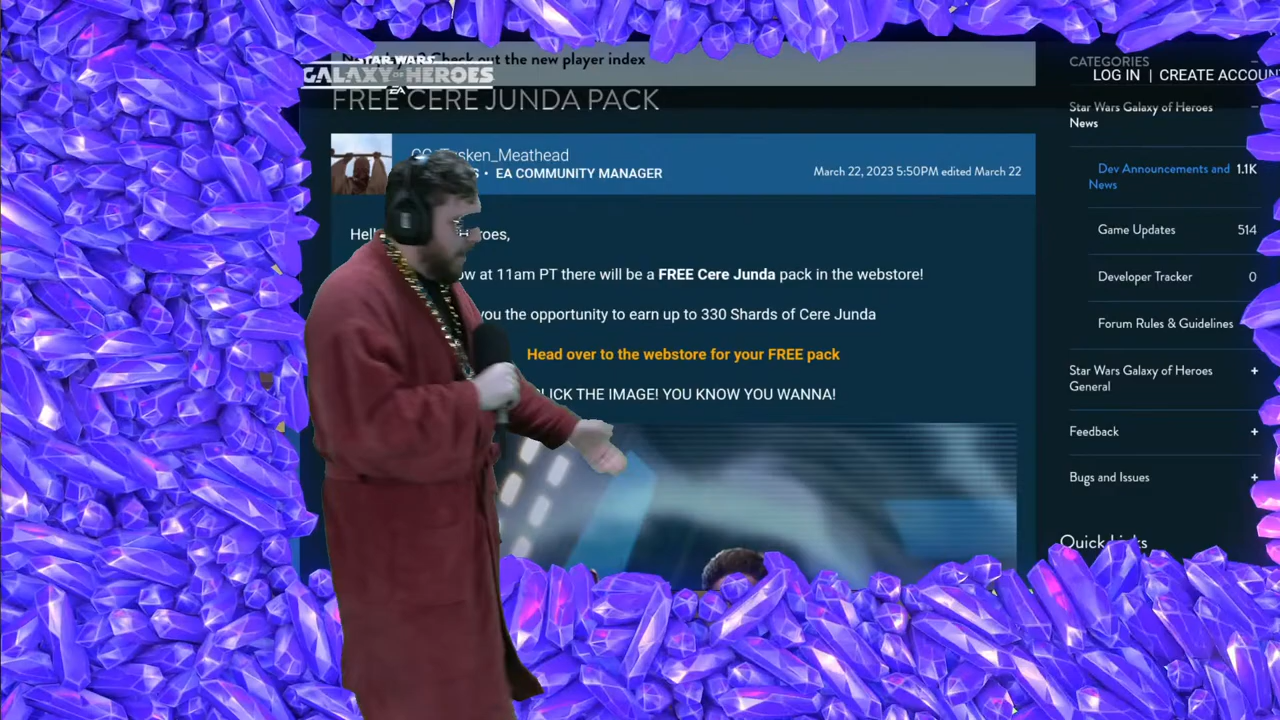 Check out the new player index
STAR WARS
GALAXY OF HEROES
EA
FREE CERE JUNDA PACK
sken_Meathead
S • EA COMMUNITY MANAGER
March 22, 2023 5:50PM edited March 22
Hell
roes,
ow at 11am PT there will be a FREE Cere Junda pack in the webstore!
you the opportunity to earn up to 330 Shards of Cere Junda
Head over to the webstore for your FREE pack
LICK THE IMAGE! YOU KNOW YOU WANNA!
CATEGORIES
LOG IN | CREATE ACCOUN
Star Wars Galaxy of Heroes
News
Dev Announcements and
News
1.1K
Game Updates 514
Developer Tracker 0
Forum Rules & Guidelines
Star Wars Galaxy of Heroes
General +
Feedback +
Bugs and Issues +
Quick Links